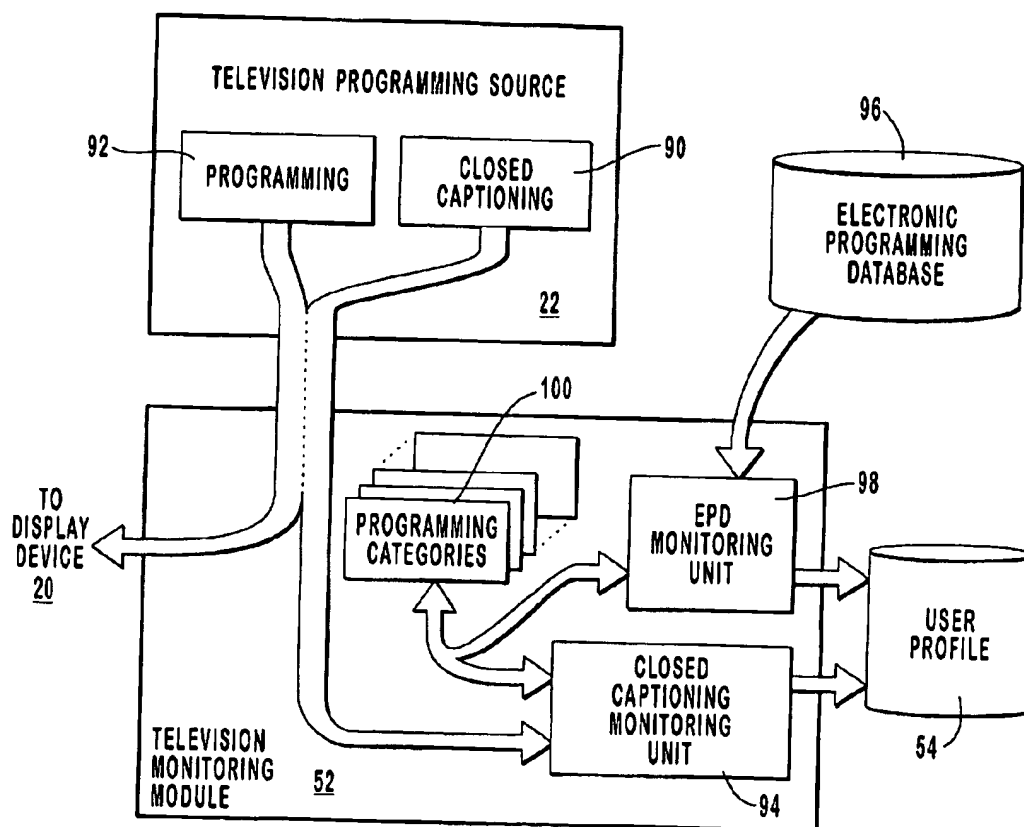 TELEVISION PROGRAMMING SOURCE
92
PROGRAMMING
CLOSED
CAPTIONING
90
22
96
ELECTRONIC
PROGRAMMING
DATABASE
100
PROGRAMMING
CATEGORIES
TO
DISPLAY
DEVICE
20
98
EPD
MONITORING
UNIT
USER
PROFILE
54
CLOSED
CAPTIONING
MONITORING
UNIT
94
TELEVISION
MONITORING
MODULE
52